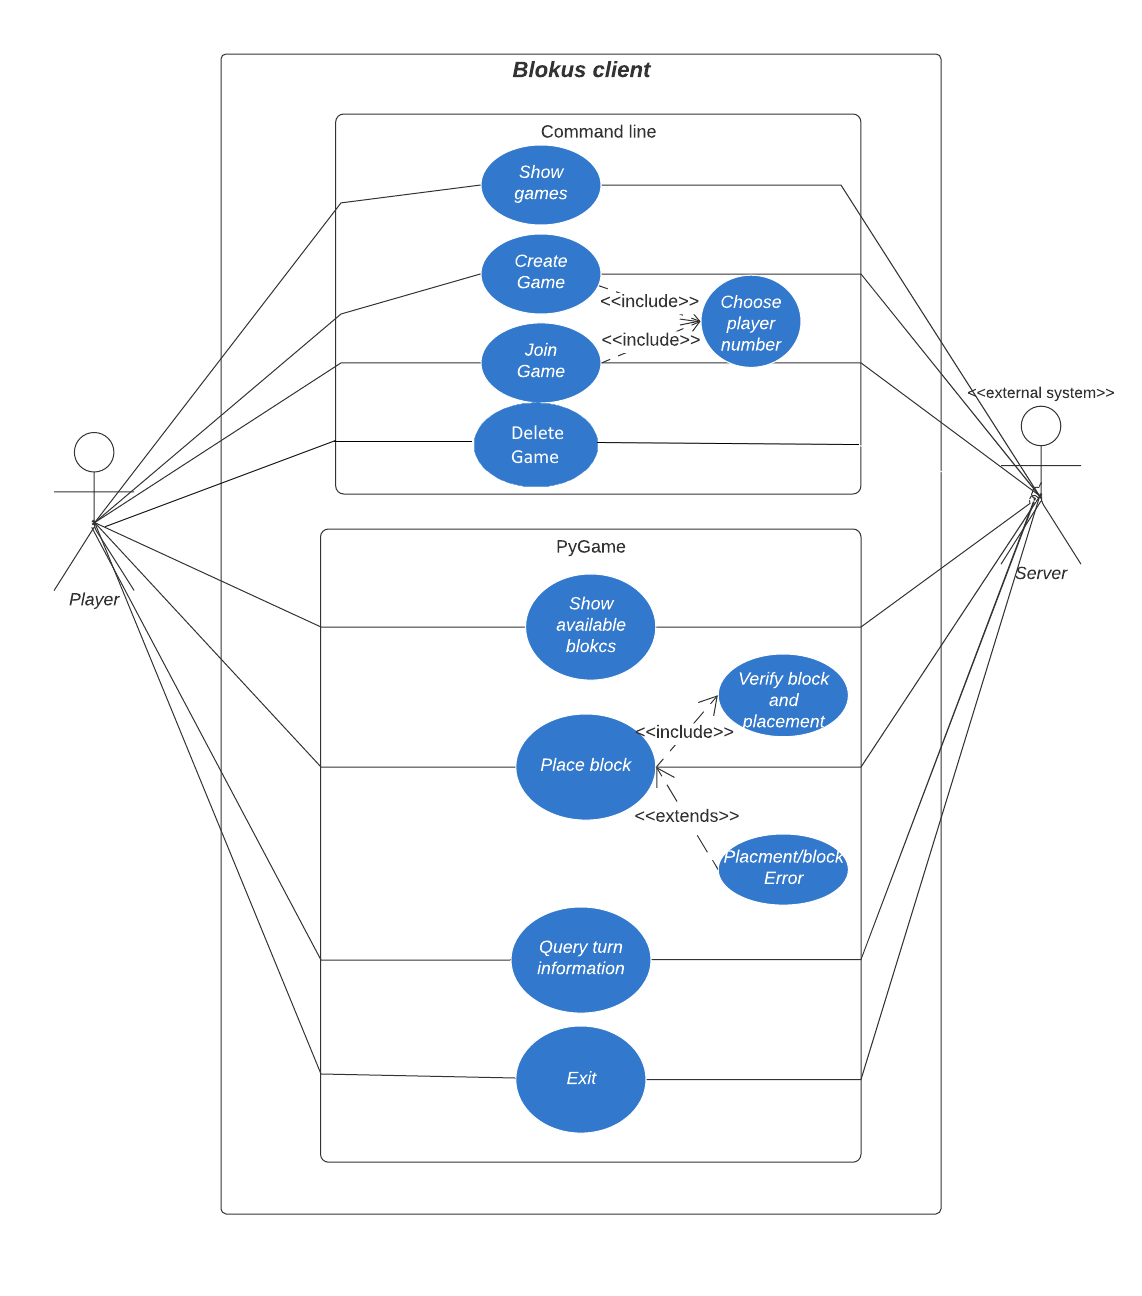 Blokus client
Command line
Show
games
Create
Game
<<include>>
Choose
player
number
<<include>>
Join
Game
<<external system>>
Delete
Game
Player
Server
PyGame
Show
available
blokcs
Verify block
and
placement
<<include>>
Place block
<<extends>>
Placment/block
Error
Query turn
information
Exit